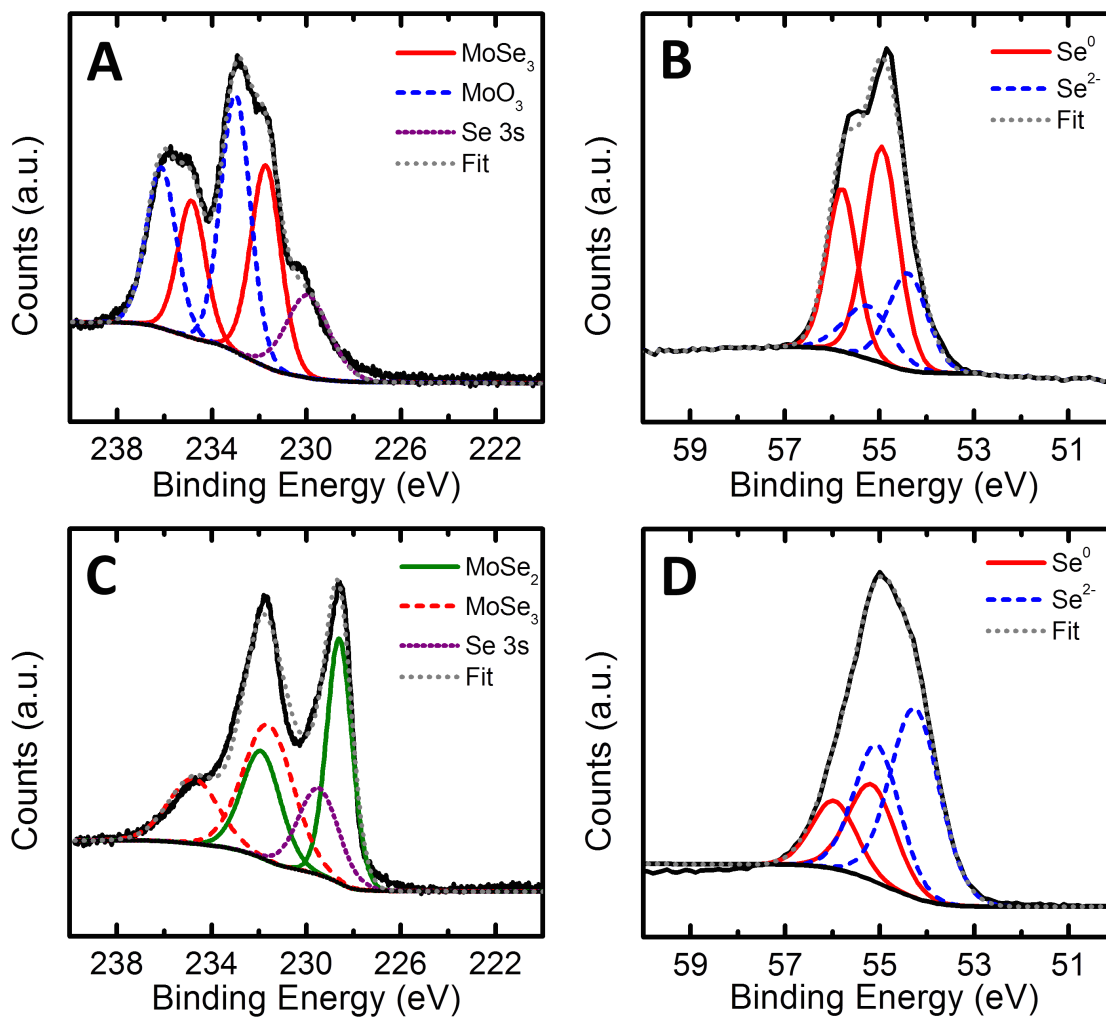 A
MoSe₃
MoO₃
Se 3s
Fit
Counts (a.u.)
238 234 230 226 222
Binding Energy (eV)
B
Se⁰
Se²⁻
Fit
Counts (a.u.)
59 57 55 53 51
Binding Energy (eV)
C
MoSe₂
MoSe₃
Se 3s
Fit
Counts (a.u.)
238 234 230 226 222
Binding Energy (eV)
D
Se⁰
Se²⁻
Fit
Counts (a.u.)
59 57 55 53 51
Binding Energy (eV)